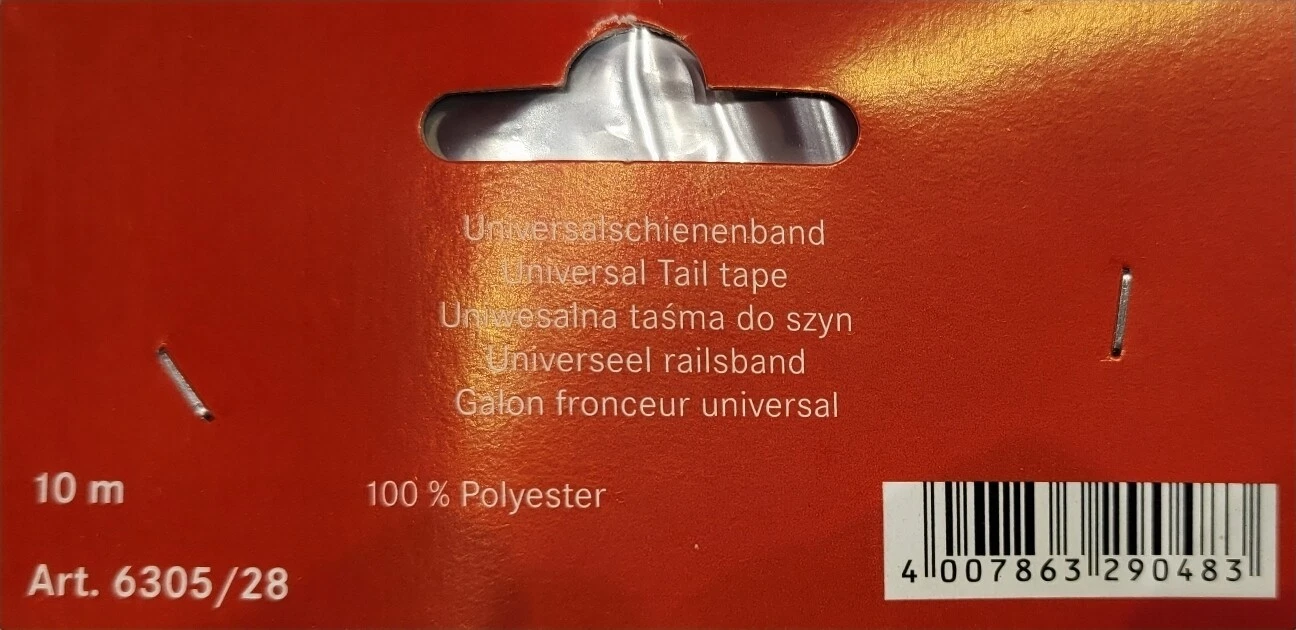 Universalschienenband
Universal Tail tape
Uniwesalna taśma do szyn
Universeel railsband
Galon fronceur universal
10 m
100 % Polyester
Art. 6305/28
4 007863 290483